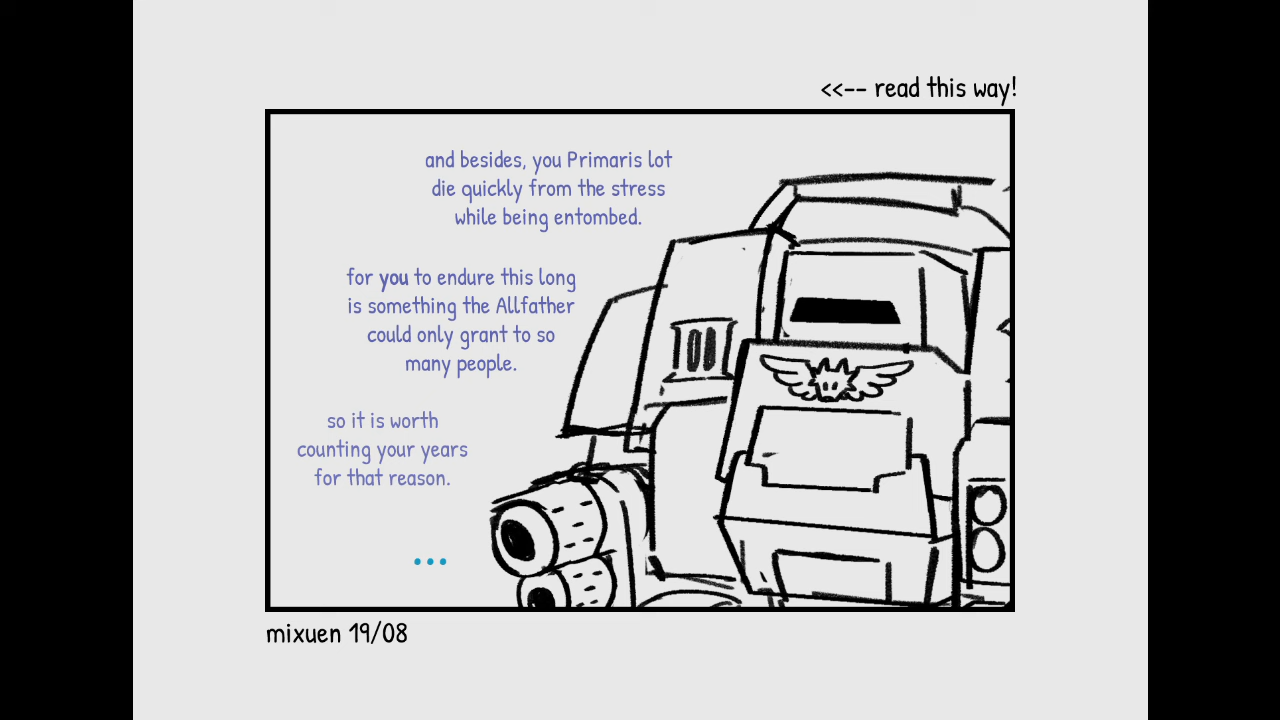 <<-- read this way!
and besides, you Primaris lot
die quickly from the stress
while being entombed.
for you to endure this long
is something the Allfather
could only grant to so
many people.
so it is worth
counting your years
for that reason.
...
mixuen 19/08